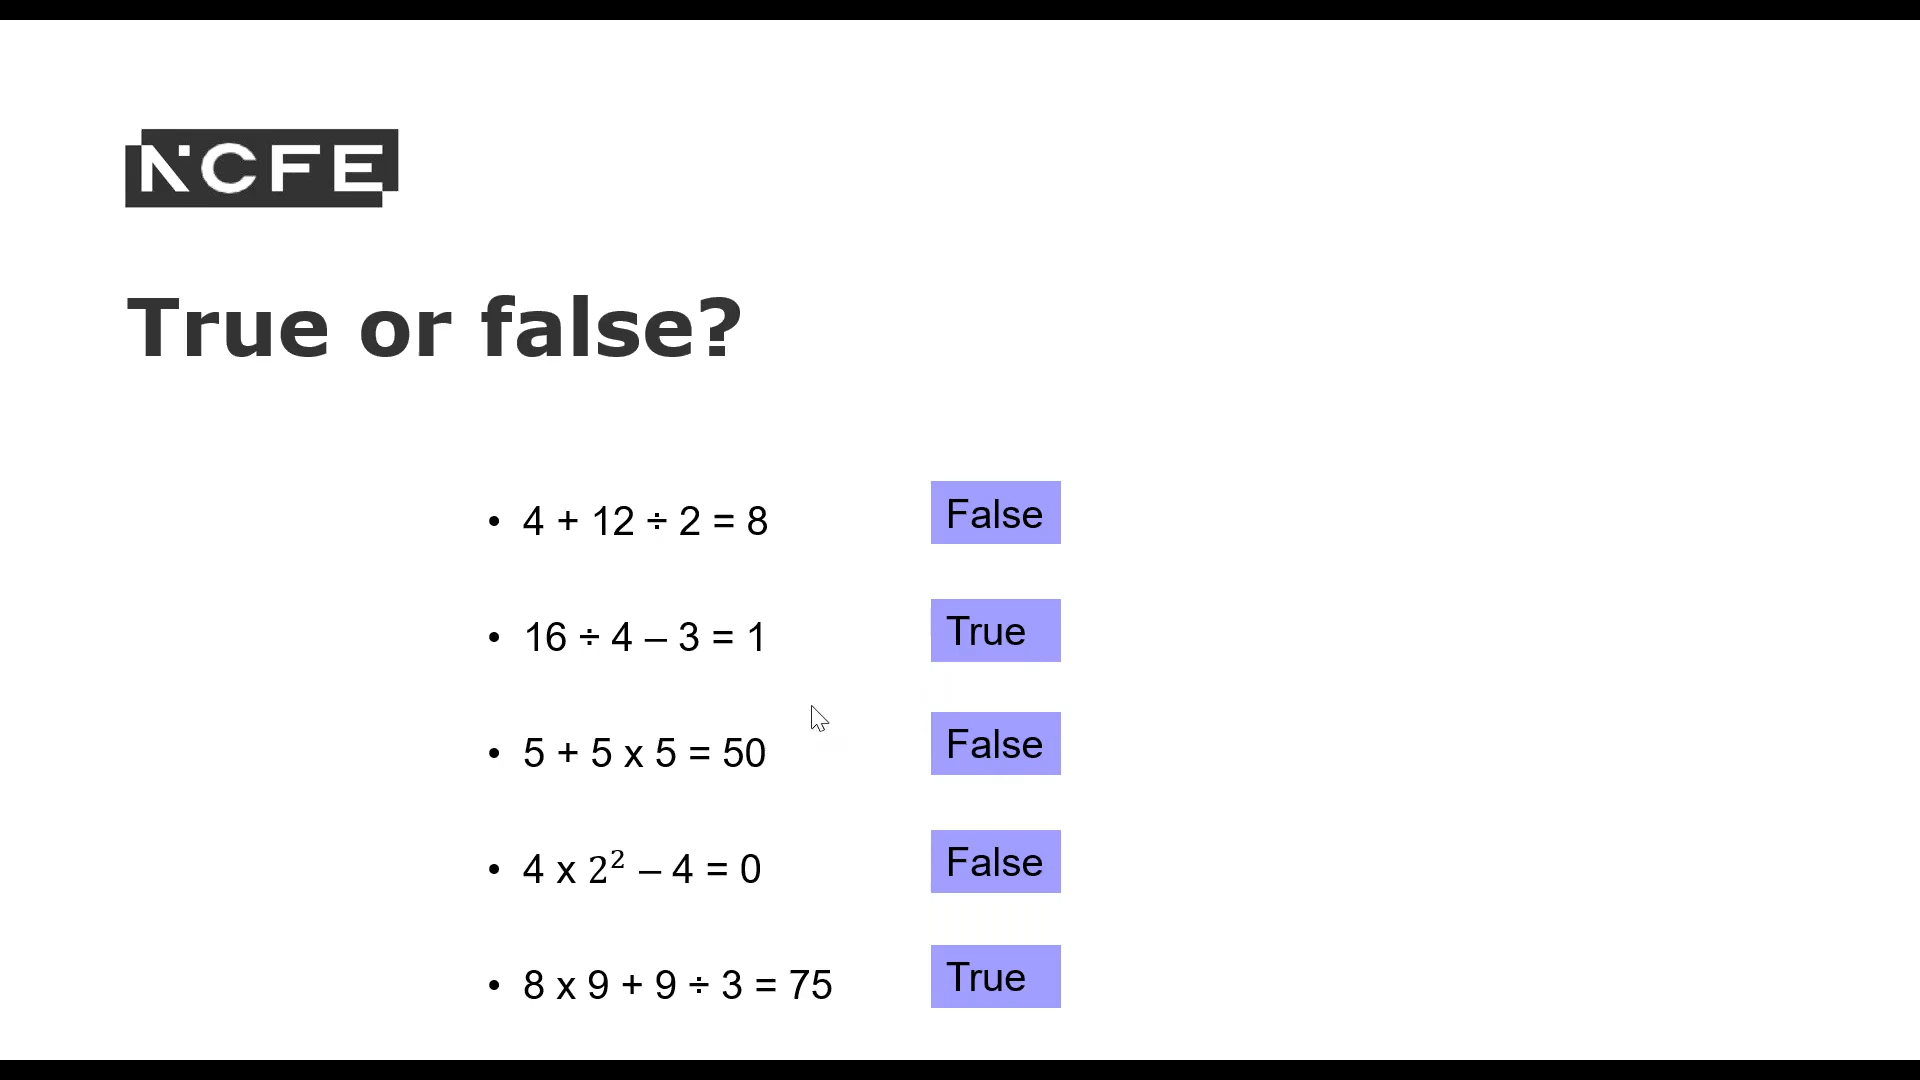 NCFE
True or false?
• 4 + 12 ÷ 2 = 8
False
• 16 ÷ 4 – 3 = 1
True
• 5 + 5 x 5 = 50
False
• 4 x 2² – 4 = 0
False
• 8 x 9 + 9 ÷ 3 = 75
True